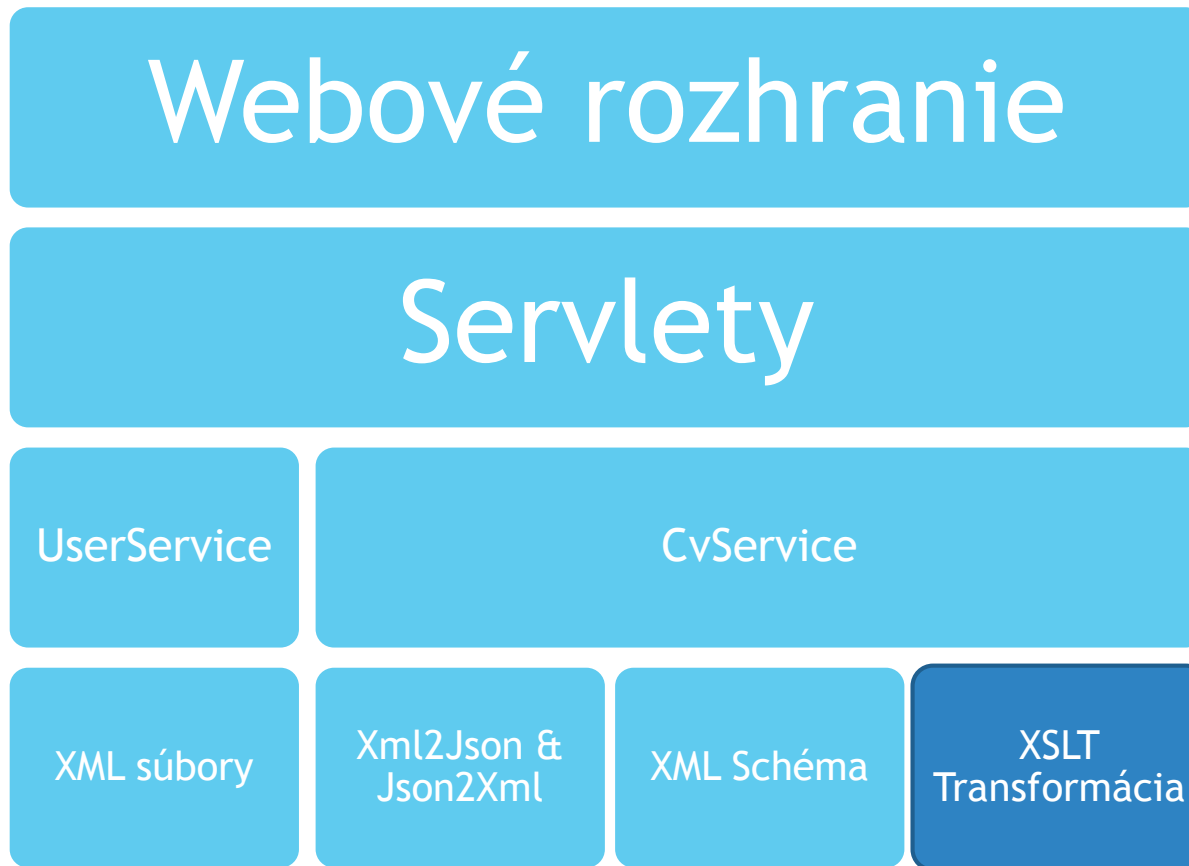 Webové rozhranie
Servlety
UserService
CvService
XML súbory
Xml2Json &
Json2Xml
XML Schéma
XSLT
Transformácia